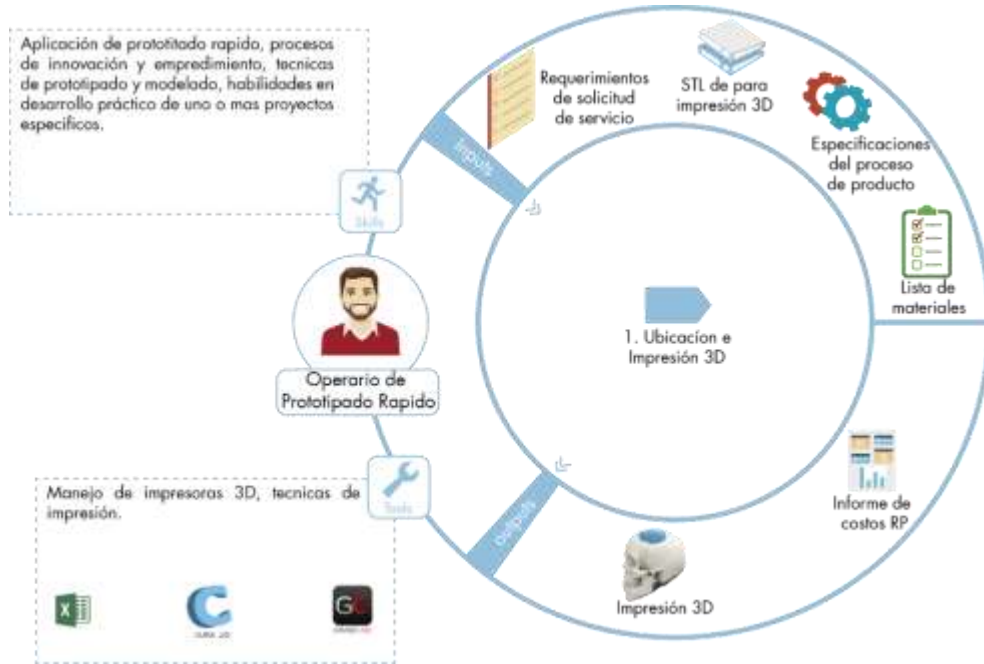 Aplicación de prototitado rapido, procesos
de innovación y empredimiento, tecnicas
de prototipado y modelado, habilidades en
desarrollo práctico de uno o mas proyectos
especificos.
Skills
Operario de
Prototipado Rapido
Manejo de impresoras 3D, tecnicas de
impresión.
Tools
Inputs
Requerimientos
de solicitud
de servicio
STL de para
impresión 3D
Especificaciones
del proceso
de producto
Lista de
materiales
1. Ubicacíon e
Impresión 3D
outputs
Impresión 3D
Informe de
costos RP